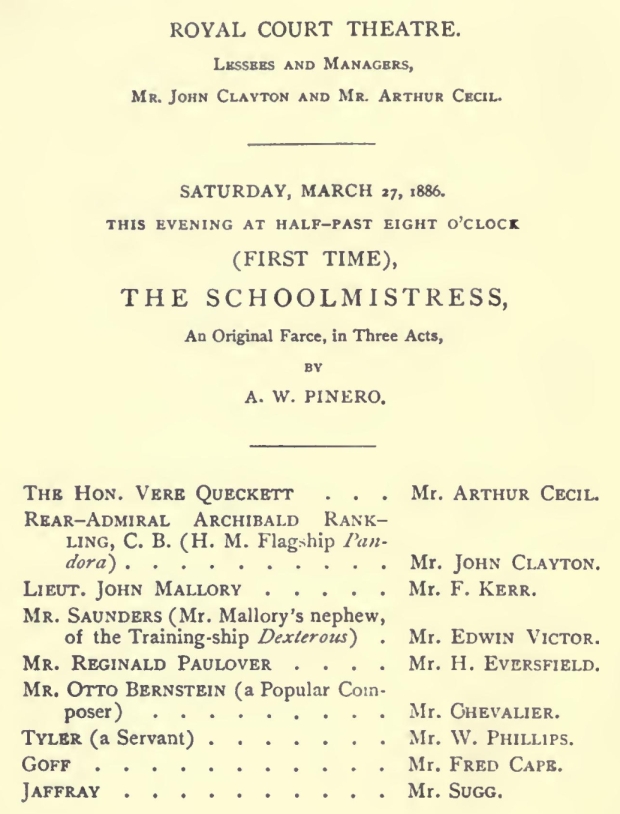 ROYAL COURT THEATRE.
LESSEES AND MANAGERS,
MR. JOHN CLAYTON AND MR. ARTHUR CECIL.
SATURDAY, MARCH 27, 1886.
THIS EVENING AT HALF-PAST EIGHT O'CLOCK
(FIRST TIME),
THE SCHOOLMISTRESS,
An Original Farce, in Three Acts,
BY
A. W. PINERO.
THE HON. VERE QUECKETT . . . Mr. ARTHUR CECIL.
REAR-ADMIRAL ARCHIBALD RANK-
LING, C. B. (H. M. Flagship Pan-
dora) . . . . . . . . . . Mr. JOHN CLAYTON.
LIEUT. JOHN MALLORY . . . . . Mr. F. KERR.
MR. SAUNDERS (Mr. Mallory's nephew,
of the Training-ship Dexterous) . Mr. EDWIN VICTOR.
MR. REGINALD PAULOVER . . . . Mr. H. EVERSFIELD.
MR. OTTO BERNSTEIN (a Popular Com-
poser) . . . . . . . . . Mr. CHEVALIER.
TYLER (a Servant) . . . . . . . Mr. W. PHILLIPS.
GOFF . . . . . . . . . . . Mr. FRED CAPE.
JAFFRAY . . . . . . . . . . Mr. SUGG.